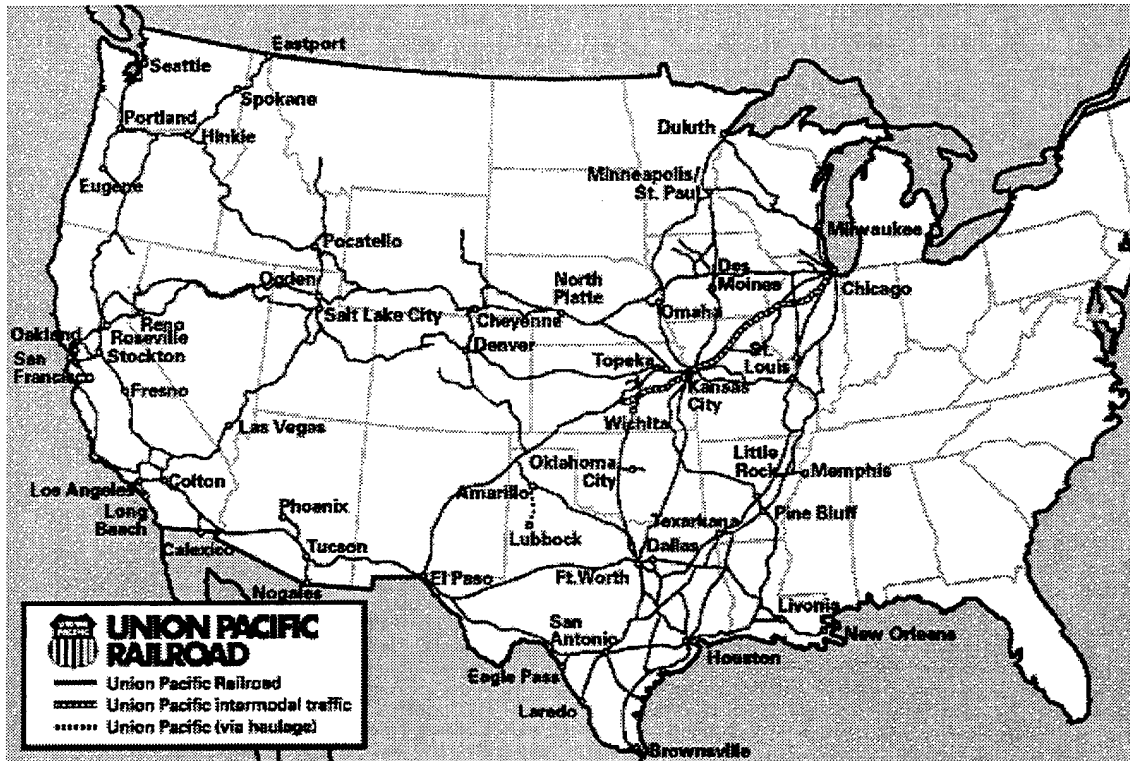 Eastport
Seattle
Spokane
Portland
Hinkle
Duluth
Eugene
Minneapolis/
St. Paul
Milwaukee
Pocatello
Ogden
North
Platte
Des
Moines
Chicago
Salt Lake City
Cheyenne
Omaha
Oakland
Reno
Roseville
San
Francisco
Stockton
Denver
Topeka
St.
Louis
Kansas
City
Fresno
Wichita
Las Vegas
Little
Rock
Memphis
Oklahoma
City
Los Angeles
Colton
Amarillo
Long
Beach
Phoenix
Pine Bluff
Texarkana
Lubbock
Calexico
Tucson
Dallas
El Paso
Ft. Worth
Nogales
Livonia
San
Antonio
New Orleans
Houston
Eagle Pass
Laredo
Brownsville
UNION
PACIFIC
UNION PACIFIC
RAILROAD
Union Pacific Railroad
Union Pacific intermodal traffic
Union Pacific (via haulage)